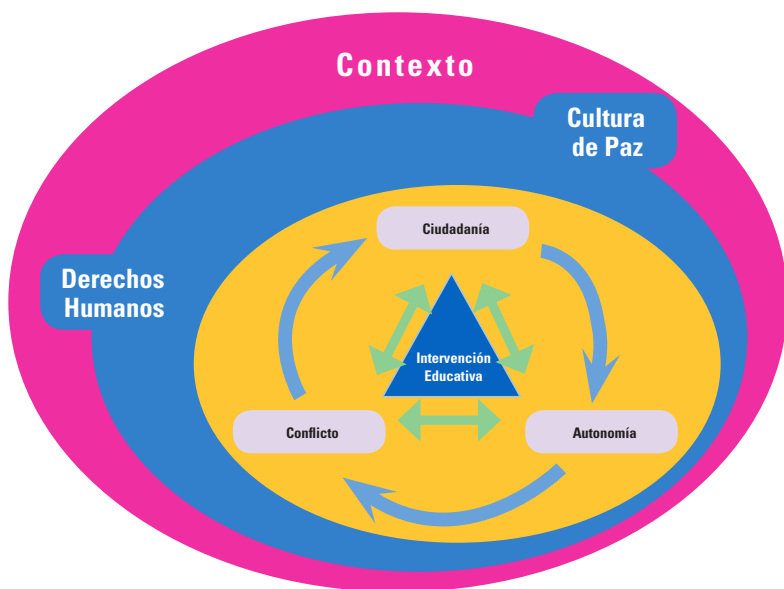 Contexto
Cultura
de Paz
Ciudadanía
Derechos
Humanos
Intervención
Educativa
Conflicto
Autonomía